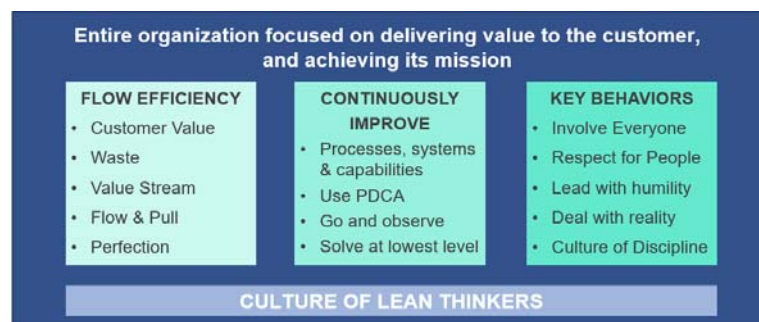 Entire organization focused on delivering value to the customer,
and achieving its mission
FLOW EFFICIENCY
• Customer Value
• Waste
• Value Stream
• Flow & Pull
• Perfection
CONTINUOUSLY
IMPROVE
• Processes, systems
& capabilities
• Use PDCA
• Go and observe
• Solve at lowest level
KEY BEHAVIORS
• Involve Everyone
• Respect for People
• Lead with humility
• Deal with reality
• Culture of Discipline
CULTURE OF LEAN THINKERS